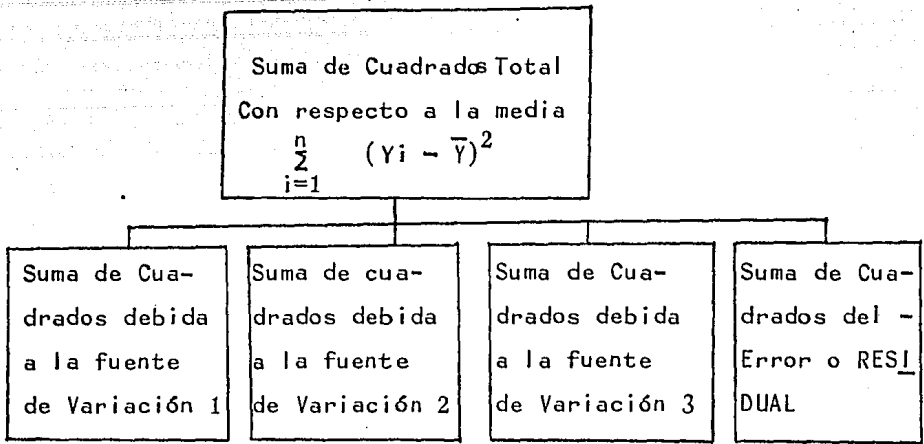 Suma de Cuadrados Total
Con respecto a la media
n
Σ (Yi - Y̅)²
i=1
Suma de Cua-
drados debida
a la fuente
de Variación 1
Suma de cua-
drados debida
a la fuente
de Variación 2
Suma de Cua-
drados debida
a la fuente
de Variación 3
Suma de Cua-
drados del -
Error o RESI
DUAL